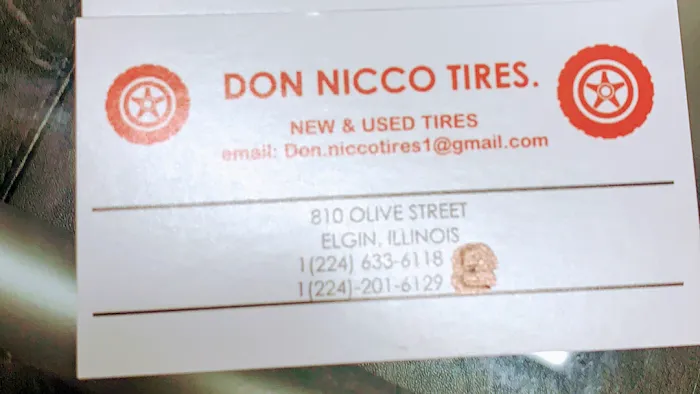 DON NICCO TIRES.
NEW & USED TIRES
email: Don.niccotires1@gmail.com
810 OLIVE STREET
ELGIN, ILLINOIS
1(224) 633-6118
1(224)-201-6129